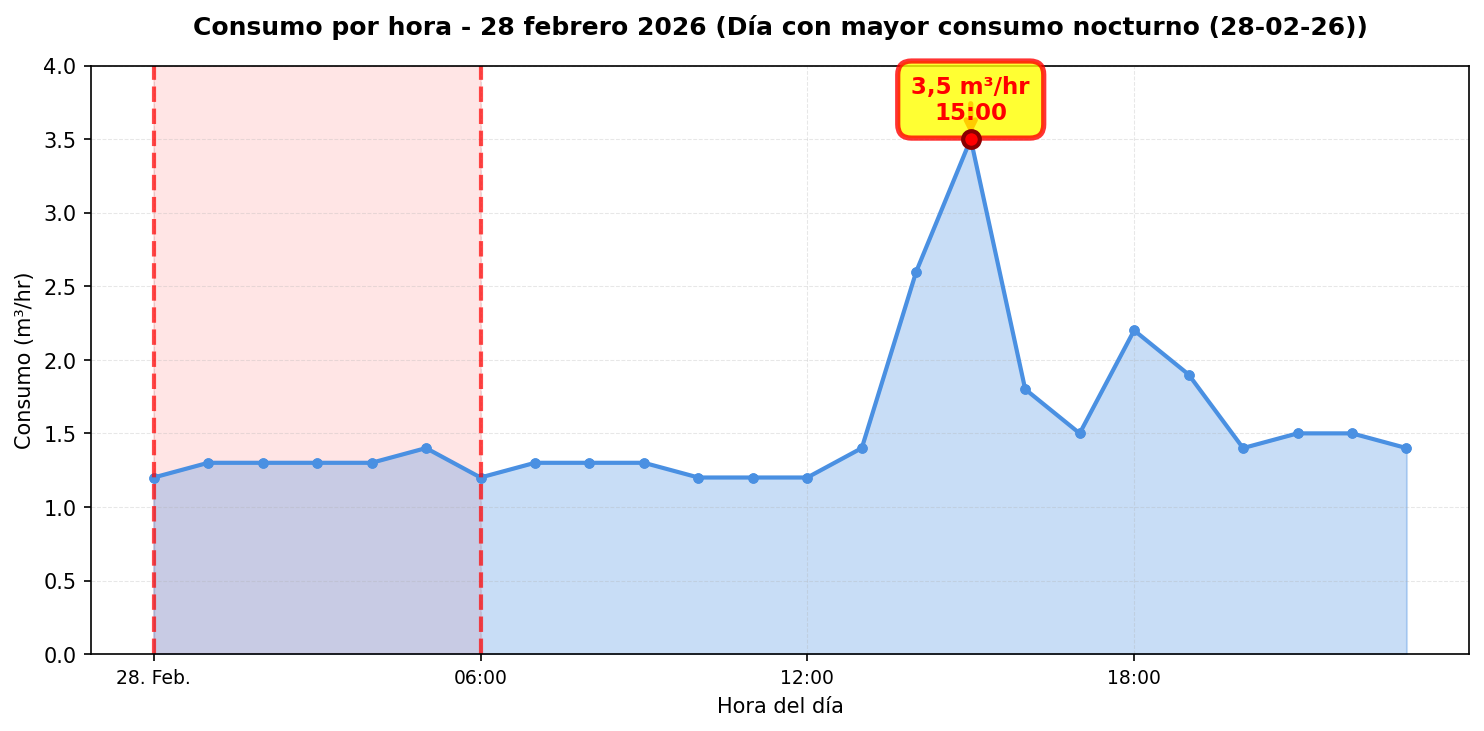 Consumo por hora - 28 febrero 2026 (Día con mayor consumo nocturno (28-02-26))
3,5 m³/hr
15:00
Consumo (m³/hr)
4.0
3.5
3.0
2.5
2.0
1.5
1.0
0.5
0.0
28. Feb.
06:00
12:00
18:00
Hora del día